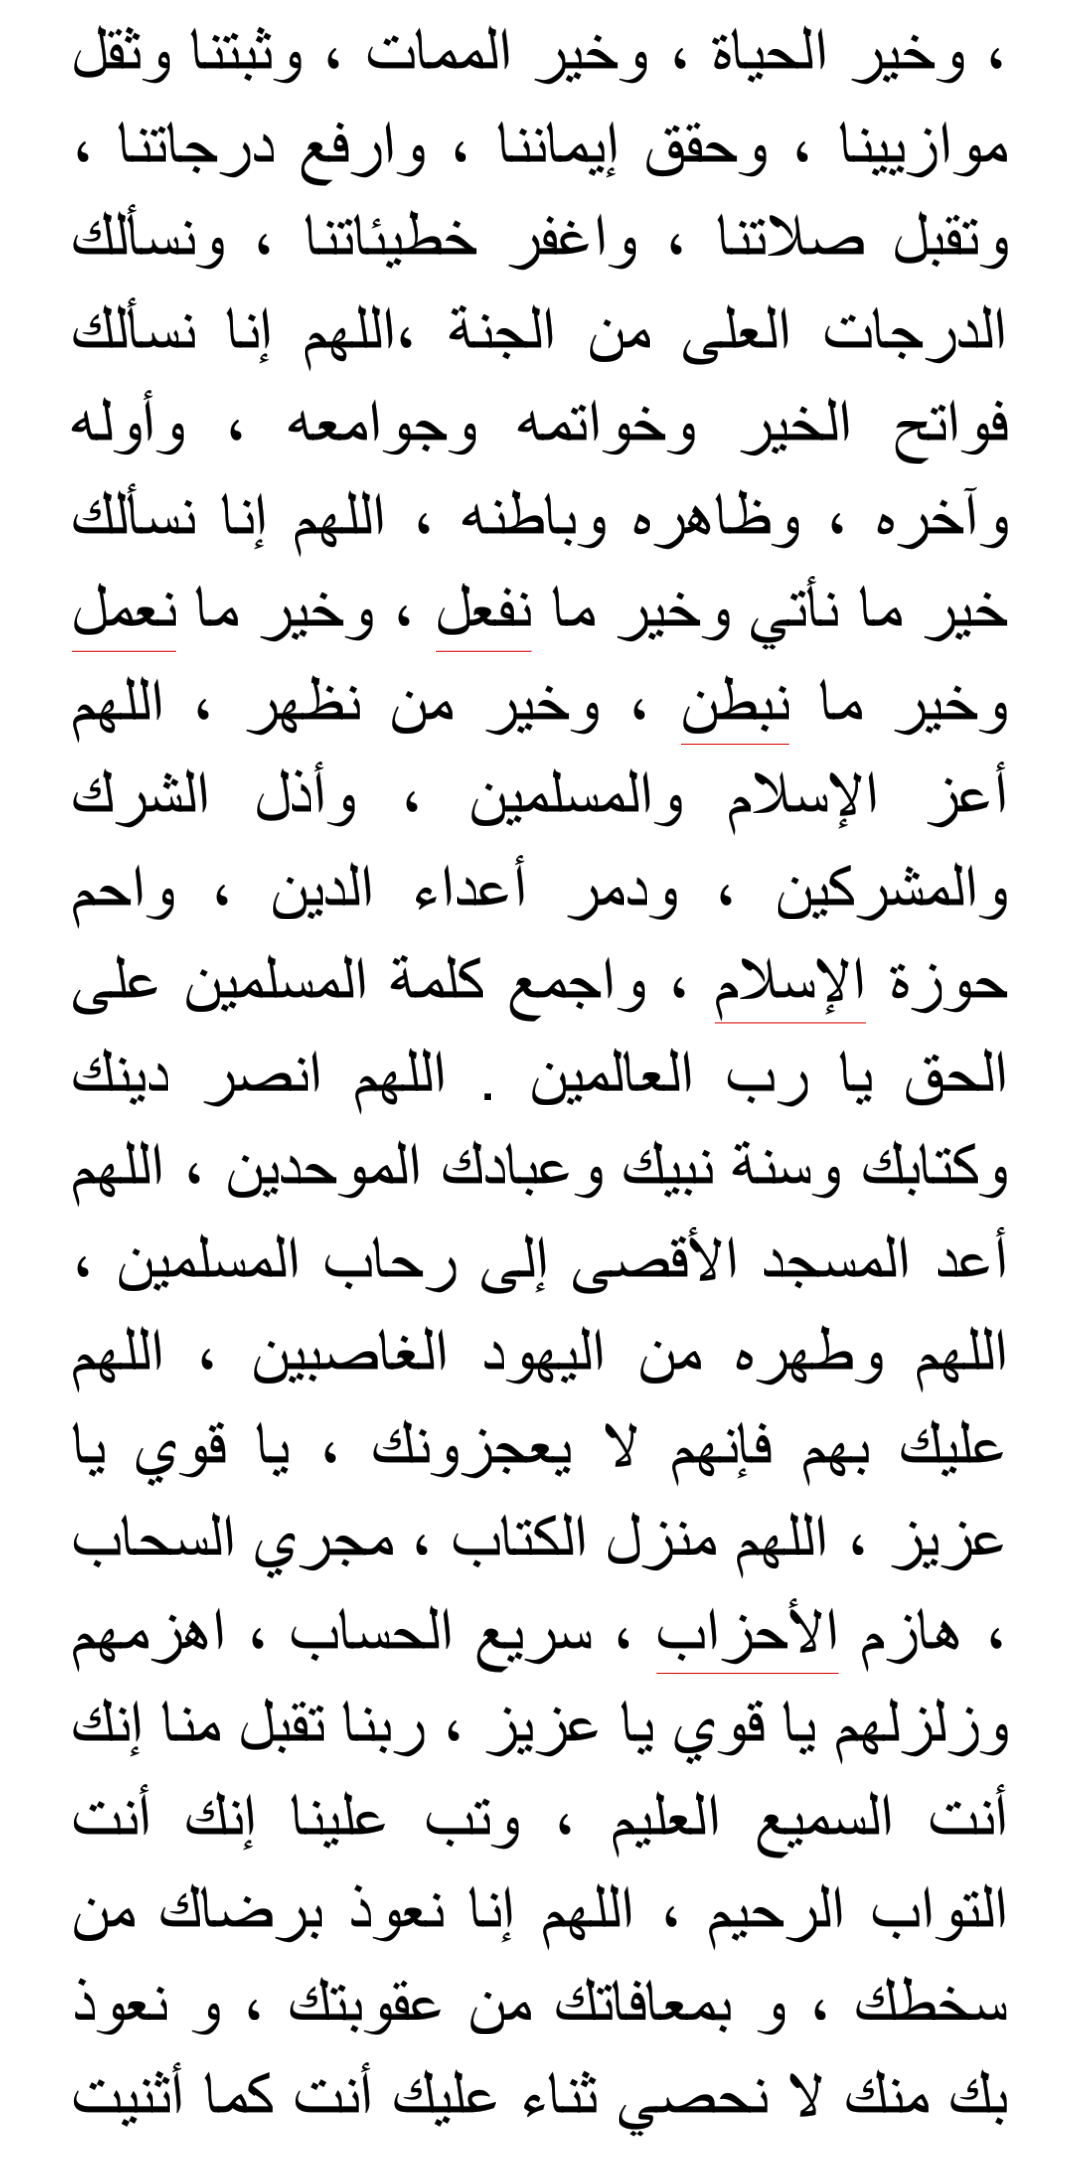 ، وخير الحياة ، وخير الممات ، وثبتنا وثقل
موازيينا ، وحقق إيماننا ، وارفع درجاتنا ،
وتقبل صلاتنا ، واغفر خطيئاتنا ، ونسألك
الدرجات العلى من الجنة ،اللهم إنا نسألك
فواتح الخير وخواتمه وجوامعه ، وأوله
وآخره ، وظاهره وباطنه ، اللهم إنا نسألك
خير ما نأتي وخير ما نفعل ، وخير ما نعمل
وخير ما نبطن ، وخير من نظهر ، اللهم
أعز الإسلام والمسلمين ، وأذل الشرك
والمشركين ، ودمر أعداء الدين ، واحم
حوزة الإسلام ، واجمع كلمة المسلمين على
الحق يا رب العالمين . اللهم انصر دينك
وكتابك وسنة نبيك وعبادك الموحدين ، اللهم
أعد المسجد الأقصى إلى رحاب المسلمين ،
اللهم وطهره من اليهود الغاصبين ، اللهم
عليك بهم فإنهم لا يعجزونك ، يا قوي يا
عزيز ، اللهم منزل الكتاب ، مجري السحاب
، هازم الأحزاب ، سريع الحساب ، اهزمهم
وزلزلهم يا قوي يا عزيز ، ربنا تقبل منا إنك
أنت السميع العليم ، وتب علينا إنك أنت
التواب الرحيم ، اللهم إنا نعوذ برضاك من
سخطك ، و بمعافاتك من عقوبتك ، و نعوذ
بك منك لا نحصي ثناء عليك أنت كما أثنيت